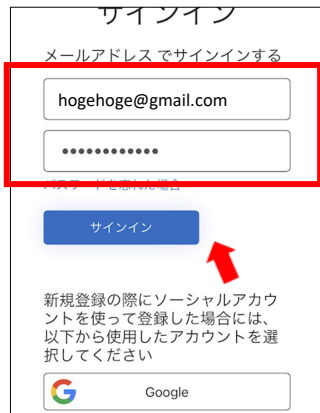 サインイン
メールアドレス でサインインする
hogehoge@gmail.com
••••••••••••
パスワードを忘れた場合
サインイン
新規登録の際にソーシャルアカウ
ントを使って登録した場合には、
以下から使用したアカウントを選
択してください
Google